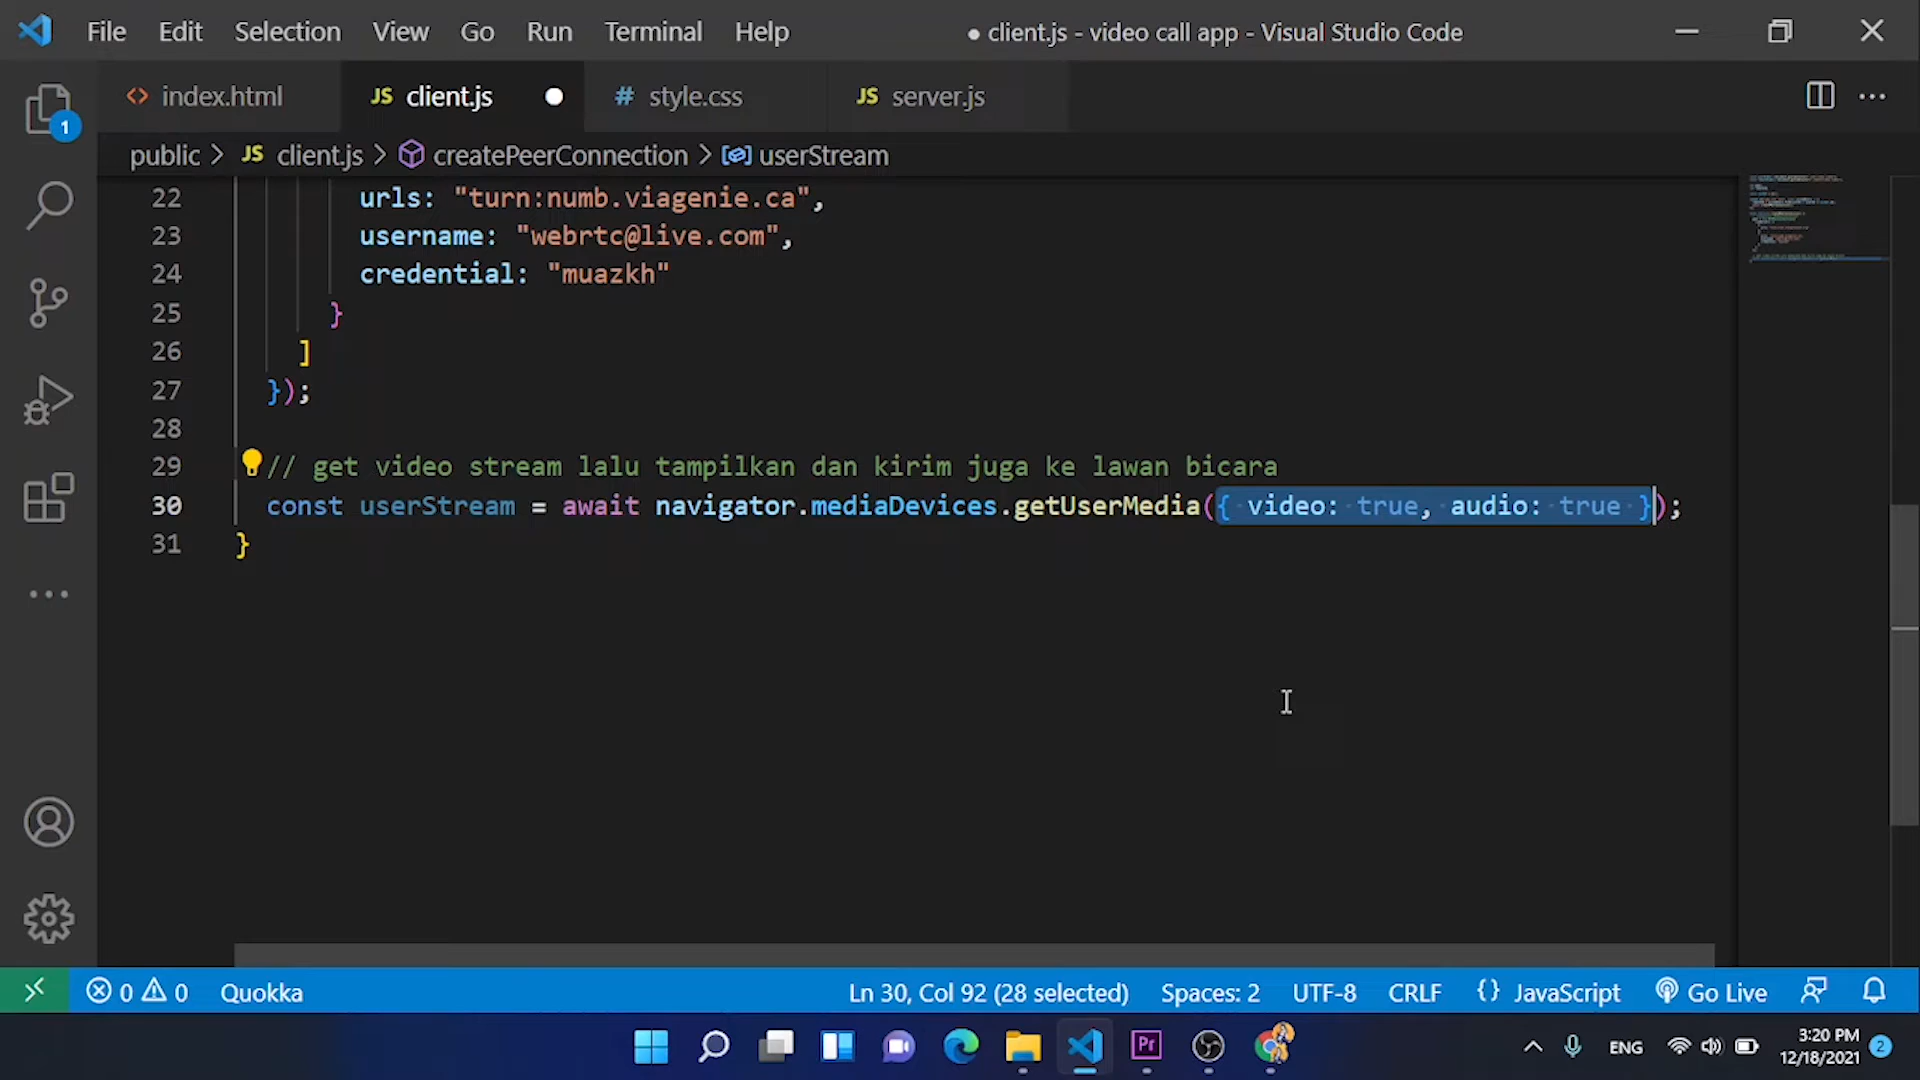 File Edit Selection View Go Run Terminal Help
● client.js - video call app - Visual Studio Code
index.html
JS client.js
# style.css
JS server.js
1
public > JS client.js > createPeerConnection > userStream
22 urls: "turn:numb.viagenie.ca",
23 username: "webrtc@live.com",
24 credential: "muazkh"
25 }
26 ]
27 });
28
29 // get video stream lalu tampilkan dan kirim juga ke lawan bicara
30 const userStream = await navigator.mediaDevices.getUserMedia({ video: true, audio: true });
31 }
0 0 Quokka
Ln 30, Col 92 (28 selected) Spaces: 2 UTF-8 CRLF {} JavaScript Go Live
Pr
ENG
3:20 PM
12/18/2021
2